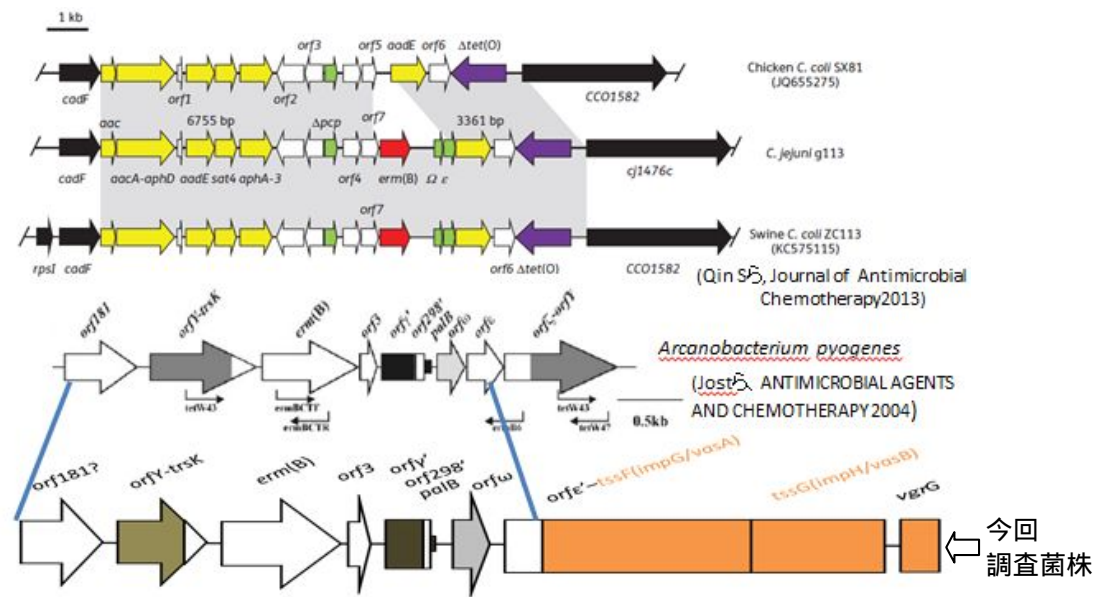 1 kb
orf3 orf5 aadE orf6 Δtet(O)
Chicken C. coli SX81
(JQ655275)
cadF orf1 orf2 CCO1582
aac 6755 bp Δpcp orf7 3361 bp
C. jejuni g113
cadF aacA-aphD aadE sat4 aphA-3 orf4 erm(B) Ω ε cj1476c
orf7
Swine C. coli ZC113
(KC575115)
rpsI cadF orf6 Δtet(O) CCO1582
(Qin Sら, Journal of Antimicrobial
Chemotherapy2013)
orf181 orfY-trsK erm(B) orf3 orfγ' orf298' palB orfω orfε orfζ-orfY
Arcanobacterium pyogenes
(Jostら、ANTIMICROBIAL AGENTS
AND CHEMOTHERAPY 2004)
tetW43 ermBCTF tetW43 0.5kb
ermBCTR tetW47
orf181? orfY-trsK erm(B) orf3 orfγ' orf298' palB orfω orfε'–tssF(impG/vasA) tssG(impH/vasB) vgrG
今回
調査菌株